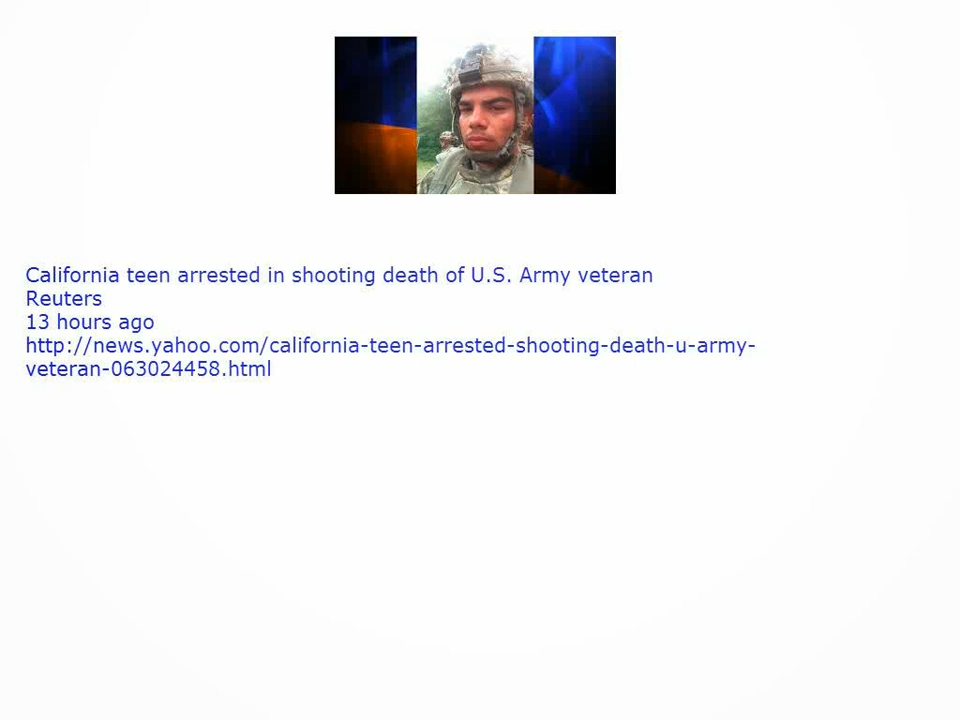 California teen arrested in shooting death of U.S. Army veteran
Reuters
13 hours ago
http://news.yahoo.com/california-teen-arrested-shooting-death-u-army-
veteran-063024458.html